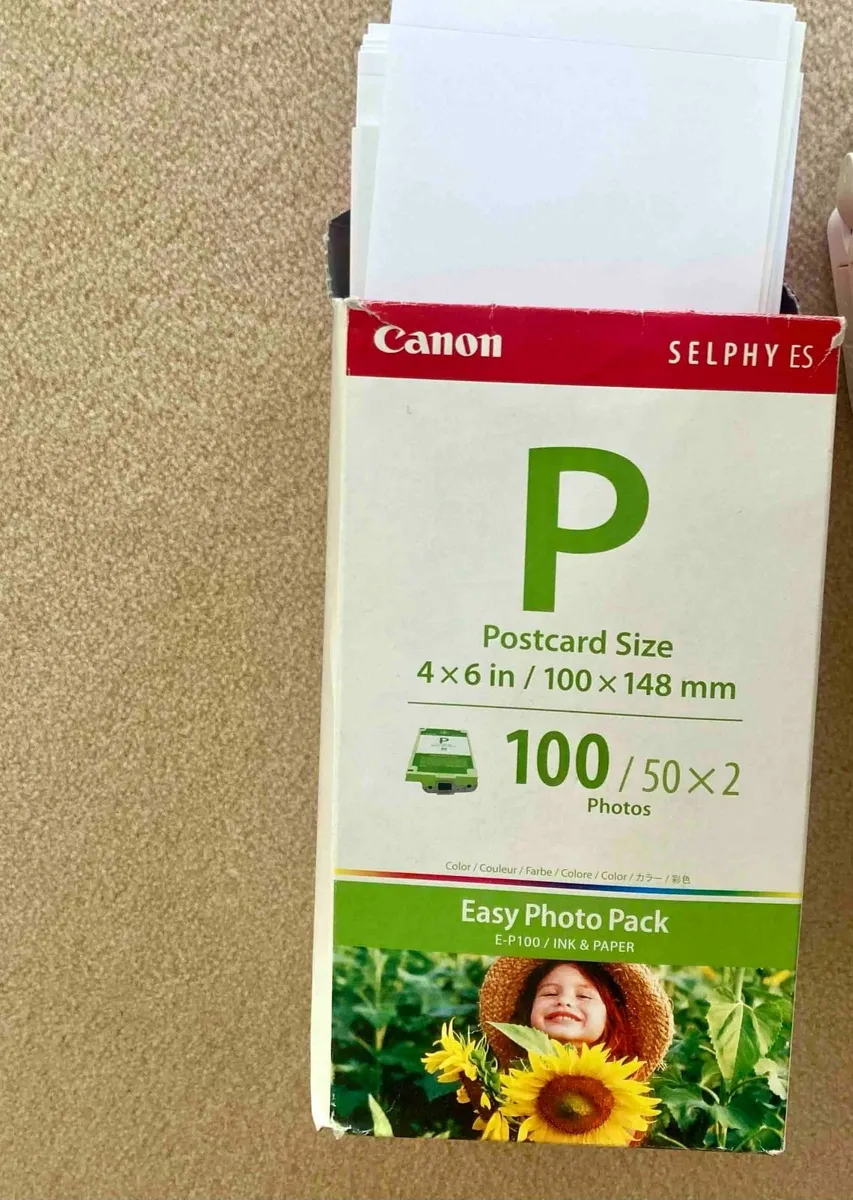 Canon
SELPHY ES
P
Postcard Size
4×6 in / 100×148 mm
P
100 / 50×2
Photos
Color / Couleur / Farbe / Colore / Color / カラー / 彩色
Easy Photo Pack
E-P100 / INK & PAPER